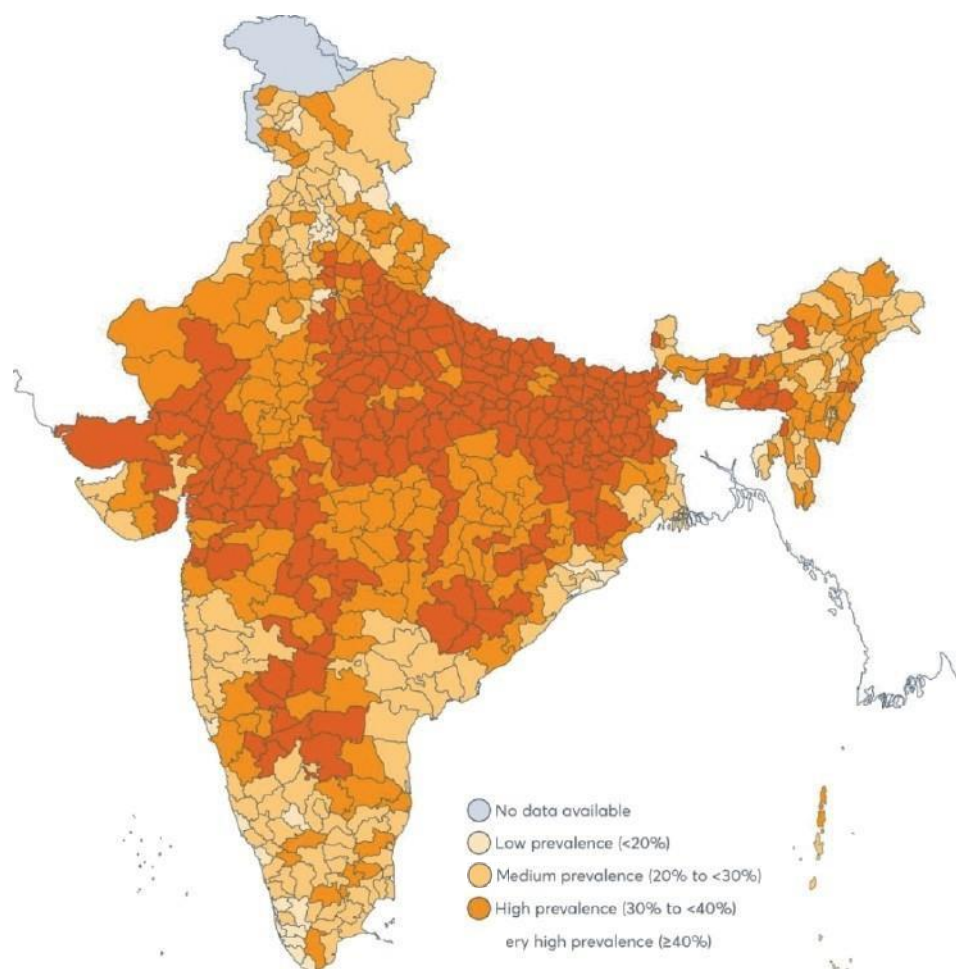 No data available
Low prevalence (<20%)
Medium prevalence (20% to <30%)
High prevalence (30% to <40%)
ery high prevalence (≥40%)